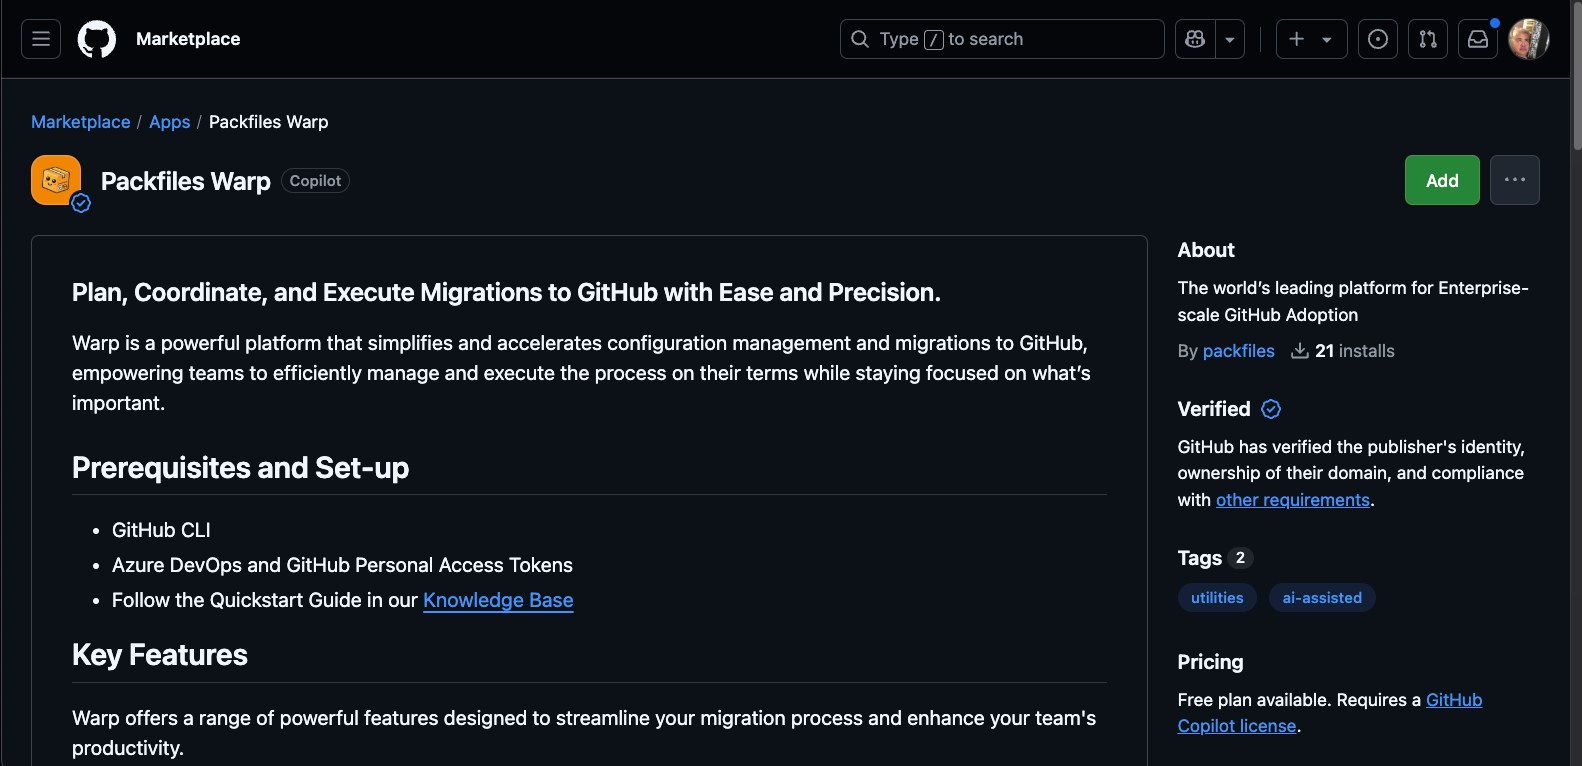 Marketplace
Type / to search
Marketplace / Apps / Packfiles Warp
Packfiles Warp
Copilot
Add
Plan, Coordinate, and Execute Migrations to GitHub with Ease and Precision.
Warp is a powerful platform that simplifies and accelerates configuration management and migrations to GitHub,
empowering teams to efficiently manage and execute the process on their terms while staying focused on what’s
important.
Prerequisites and Set-up
• GitHub CLI
• Azure DevOps and GitHub Personal Access Tokens
• Follow the Quickstart Guide in our Knowledge Base
Key Features
Warp offers a range of powerful features designed to streamline your migration process and enhance your team's
productivity.
About
The world’s leading platform for Enterprise-
scale GitHub Adoption
By packfiles 21 installs
Verified
GitHub has verified the publisher's identity,
ownership of their domain, and compliance
with other requirements.
Tags 2
utilities
ai-assisted
Pricing
Free plan available. Requires a GitHub
Copilot license.